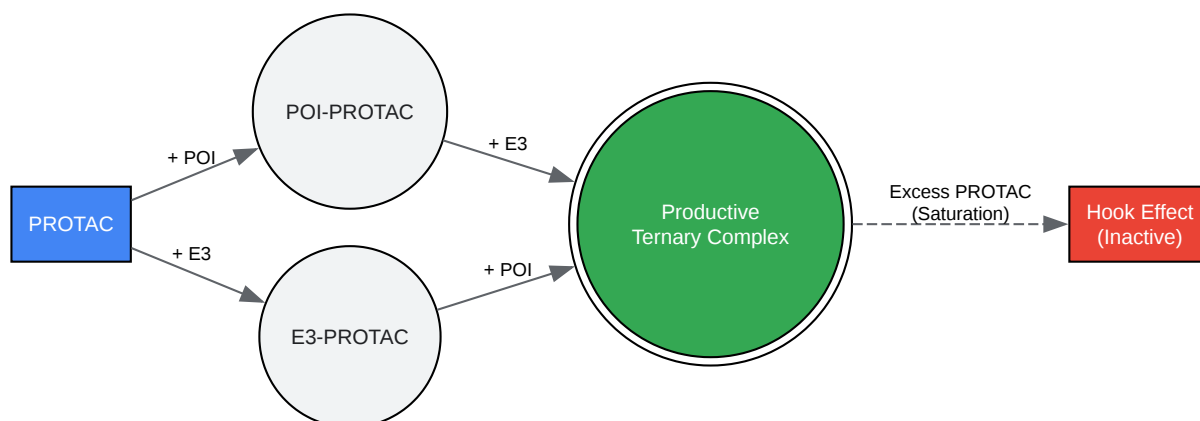 PROTAC
+ POI
+ E3
POI-PROTAC
E3-PROTAC
+ E3
+ POI
Productive
Ternary Complex
Excess PROTAC
(Saturation)
Hook Effect
(Inactive)